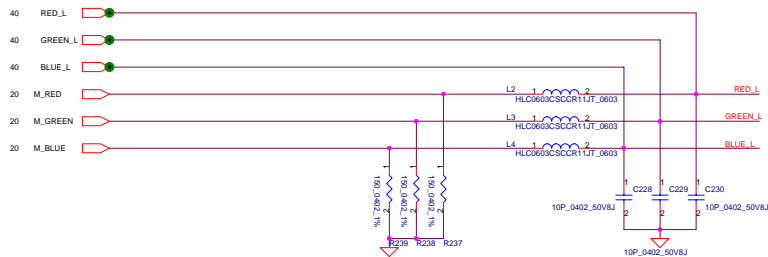 40 RED_L
40 GREEN_L
40 BLUE_L
20 M_RED L2 1 2 RED_L
HLC0603CSCCR11JT_0603
20 M_GREEN L3 1 2 GREEN_L
HLC0603CSCCR11JT_0603
20 M_BLUE L4 1 2 BLUE_L
HLC0603CSCCR11JT_0603
1 1 1
150_0402_1% 150_0402_1% 150_0402_1%
2 2 2
R239 R238 R237
1 C228 1 C229 1 C230
10P_0402_50V8J 10P_0402_50V8J
2 2 2
10P_0402_50V8J